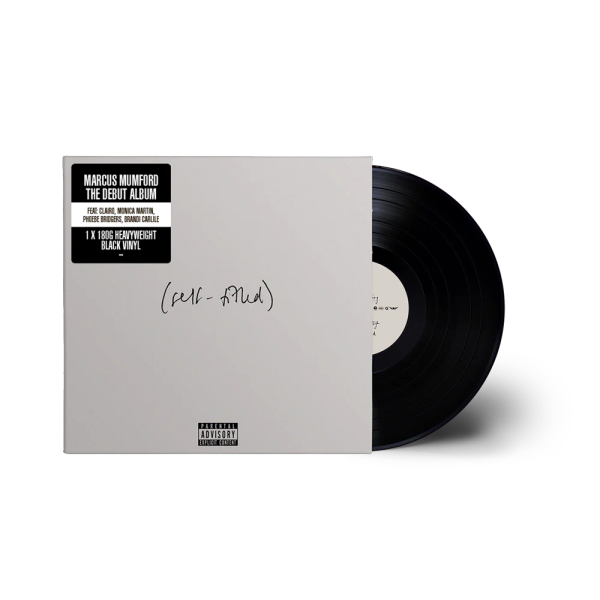 MARCUS MUMFORD
THE DEBUT ALBUM
FEAT. CLAIRO, MONICA MARTIN,
PHOEBE BRIDGERS, BRANDI CARLILE
1 X 180G HEAVYWEIGHT
BLACK VINYL
(self-titled)
PARENTAL
ADVISORY
EXPLICIT CONTENT